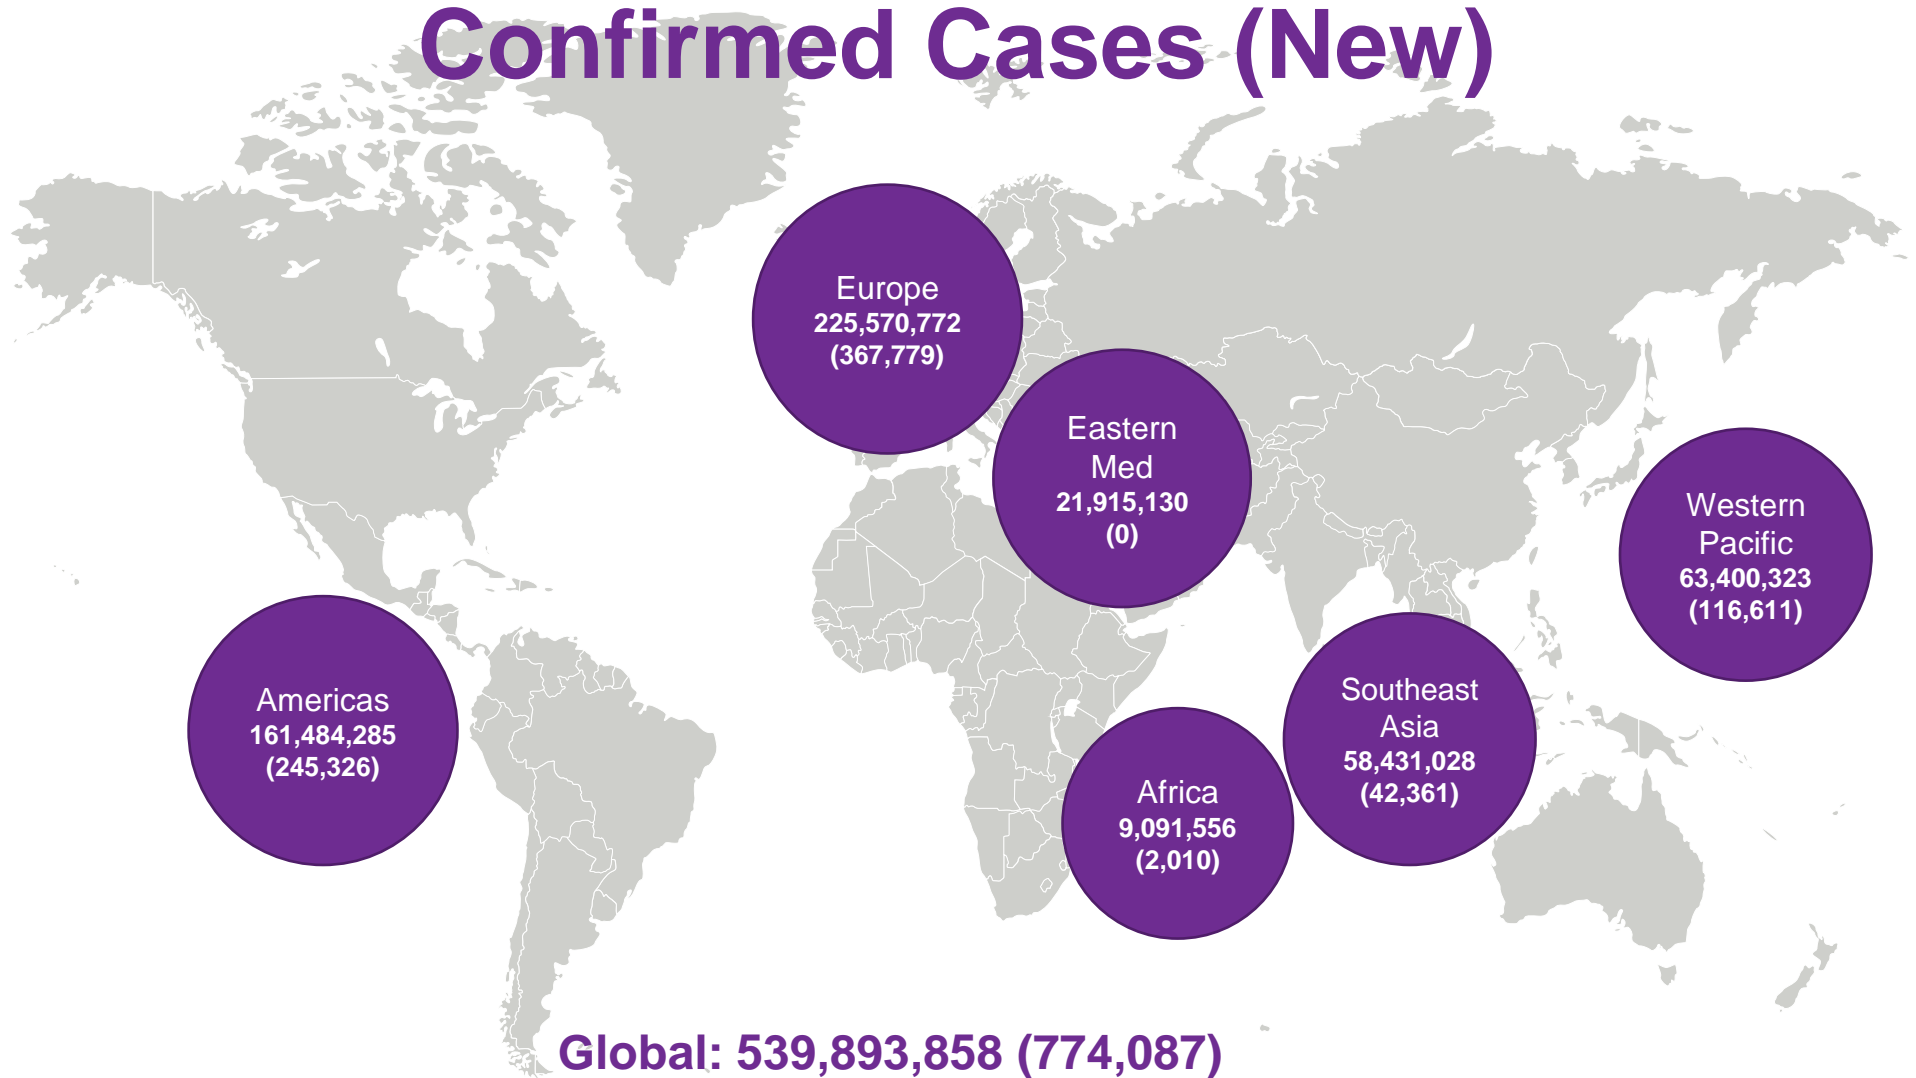 Confirmed Cases (New)
Europe
225,570,772
(367,779)
Eastern
Med
21,915,130
(0)
Western
Pacific
63,400,323
(116,611)
Americas
161,484,285
(245,326)
Southeast
Asia
58,431,028
(42,361)
Africa
9,091,556
(2,010)
Global: 539,893,858 (774,087)